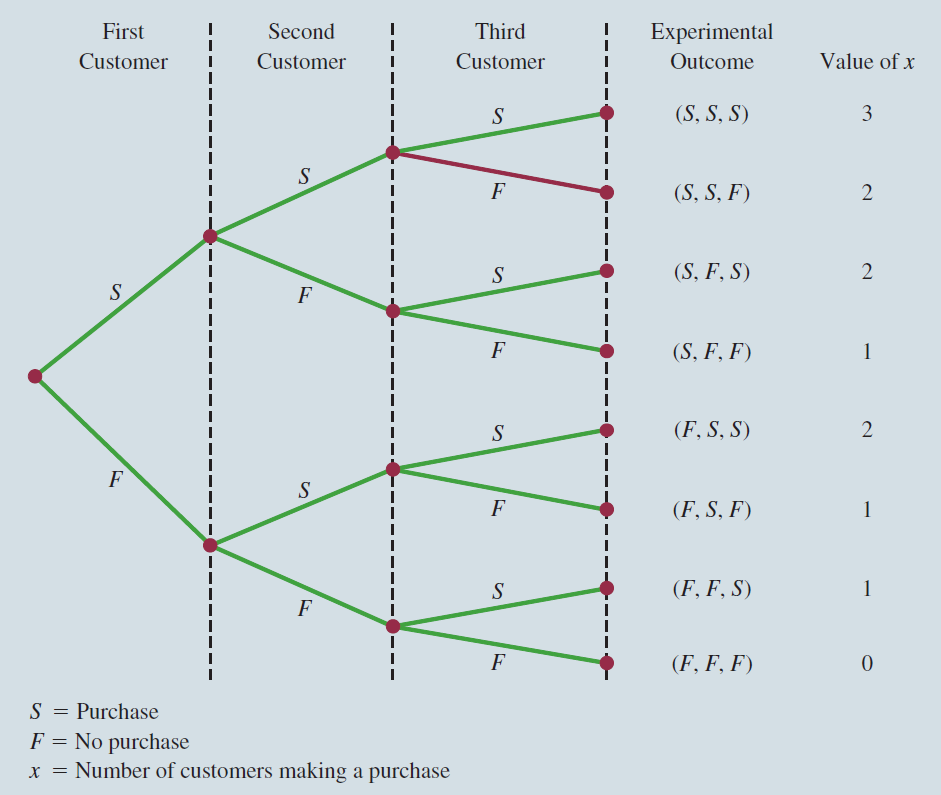 First Customer
Second Customer
Third Customer
Experimental Outcome
Value of x
S
F
S
F
S
F
S
F
S
F
S
F
S
F
(S, S, S) 3
(S, S, F) 2
(S, F, S) 2
(S, F, F) 1
(F, S, S) 2
(F, S, F) 1
(F, F, S) 1
(F, F, F) 0
S = Purchase
F = No purchase
x = Number of customers making a purchase